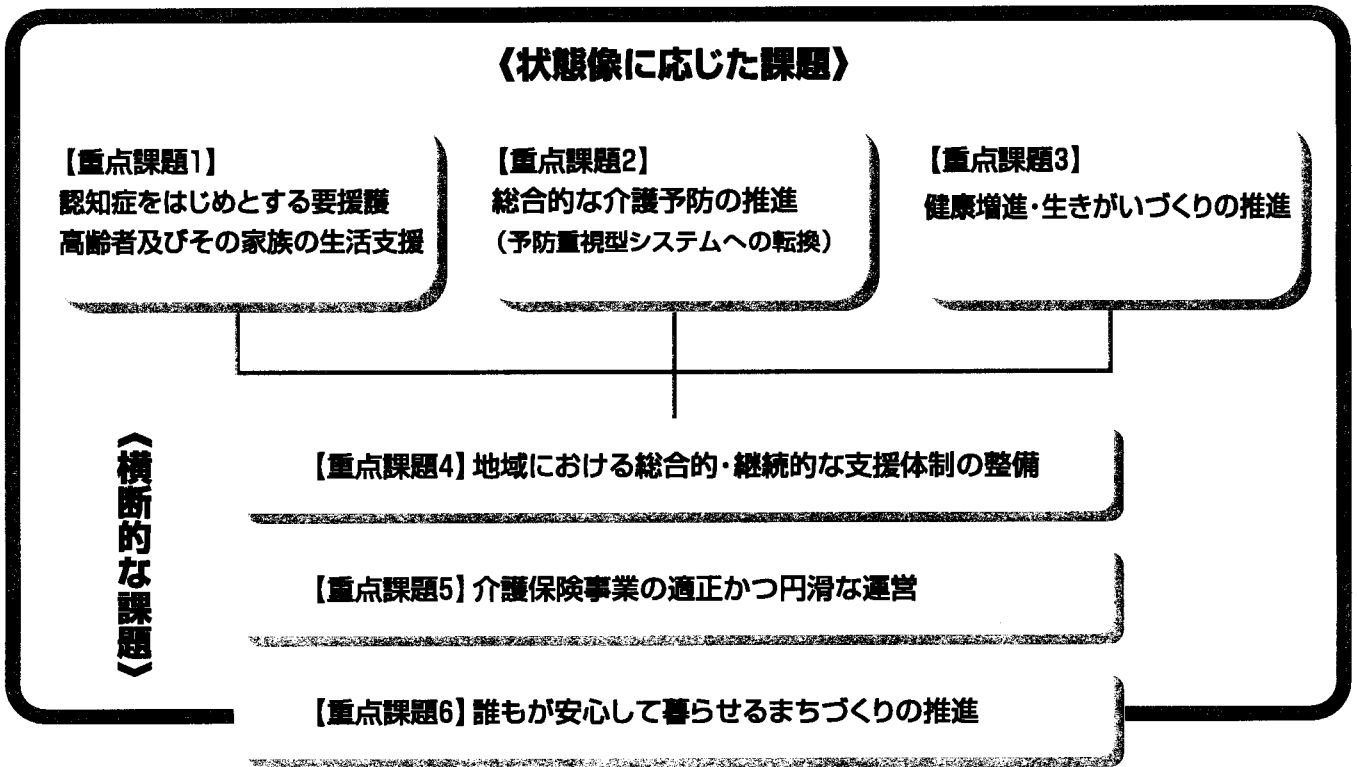 《状態像に応じた課題》
【重点課題1】
認知症をはじめとする要援護
高齢者及びその家族の生活支援
【重点課題2】
総合的な介護予防の推進
(予防重視型システムへの転換)
【重点課題3】
健康増進・生きがいづくりの推進
《横断的な課題》
【重点課題4】地域における総合的・継続的な支援体制の整備
【重点課題5】介護保険事業の適正かつ円滑な運営
【重点課題6】誰もが安心して暮らせるまちづくりの推進